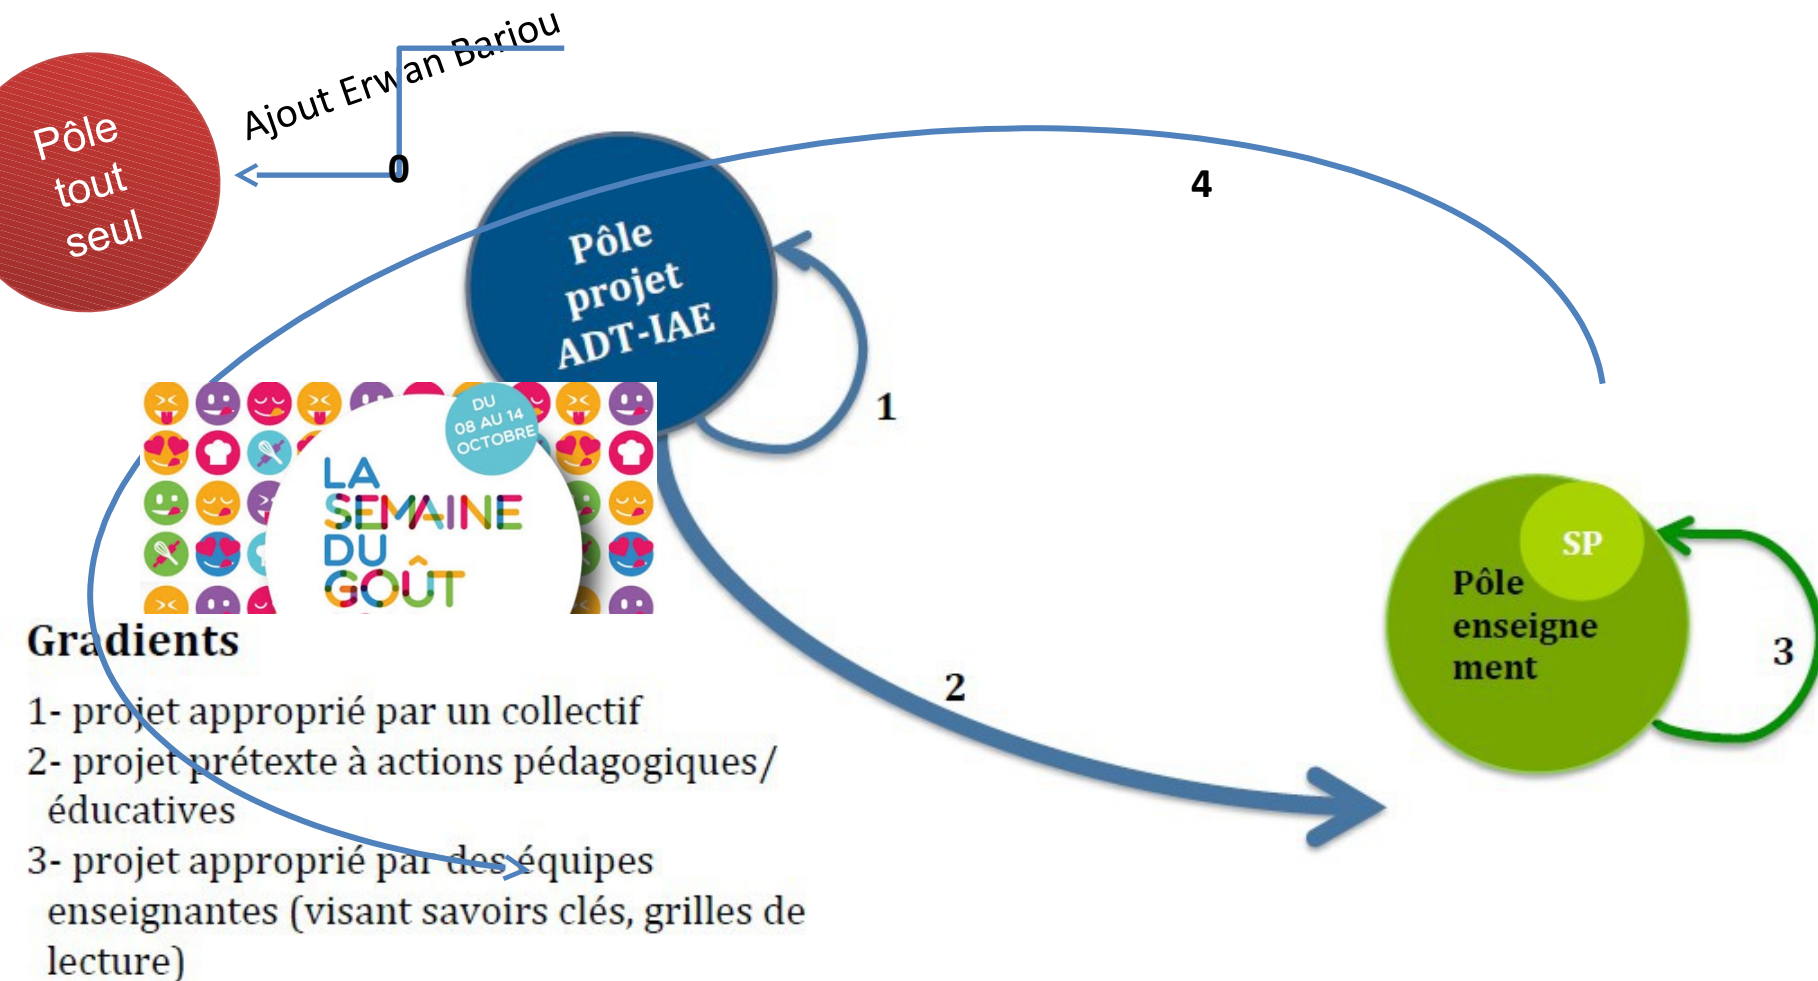 Ajout Erwan Bariou
Pôle
tout
seul
0
4
Pôle
projet
ADT-IAE
1
DU
08 AU 14
OCTOBRE
LA
SEMAINE
DU
GOÛT
SP
Pôle
enseigne
ment
3
2
Gradients
1- projet approprié par un collectif
2- projet prétexte à actions pédagogiques/
éducatives
3- projet approprié par des équipes
enseignantes (visant savoirs clés, grilles de
lecture)